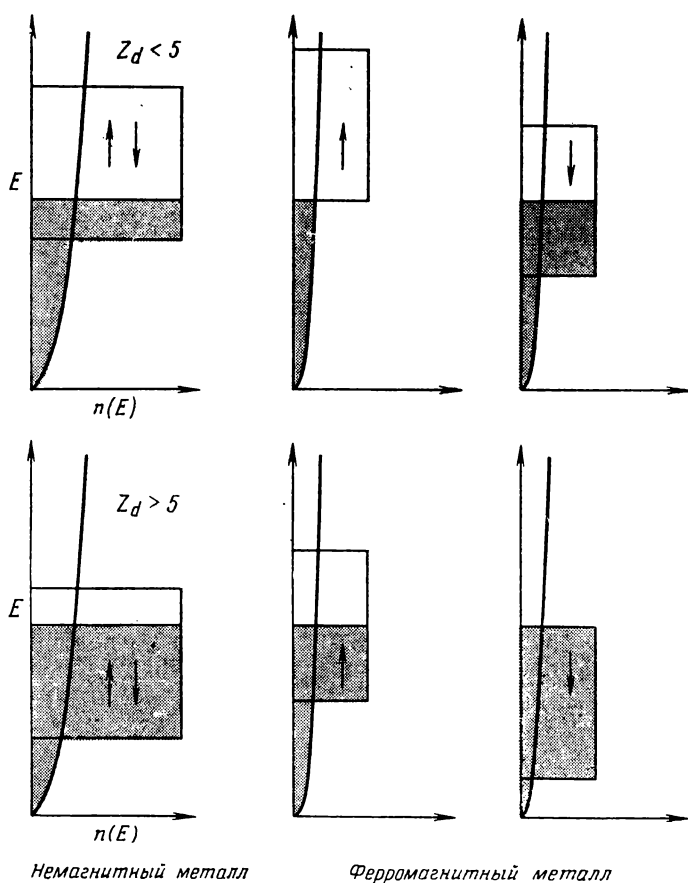 Z_d < 5
E
n(E)
Z_d > 5
E
n(E)
Немагнитный металл
Ферромагнитный металл